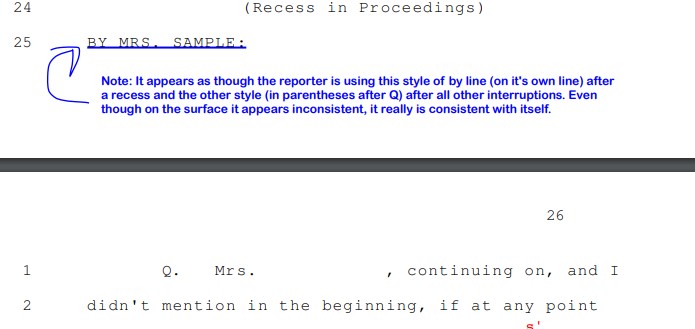 24 (Recess in Proceedings)
25 BY MRS. SAMPLE:
Note: It appears as though the reporter is using this style of by line (on it's own line) after
a recess and the other style (in parentheses after Q) after all other interruptions. Even
though on the surface it appears inconsistent, it really is consistent with itself.
26
1 Q. Mrs. , continuing on, and I
2 didn't mention in the beginning, if at any point
s'